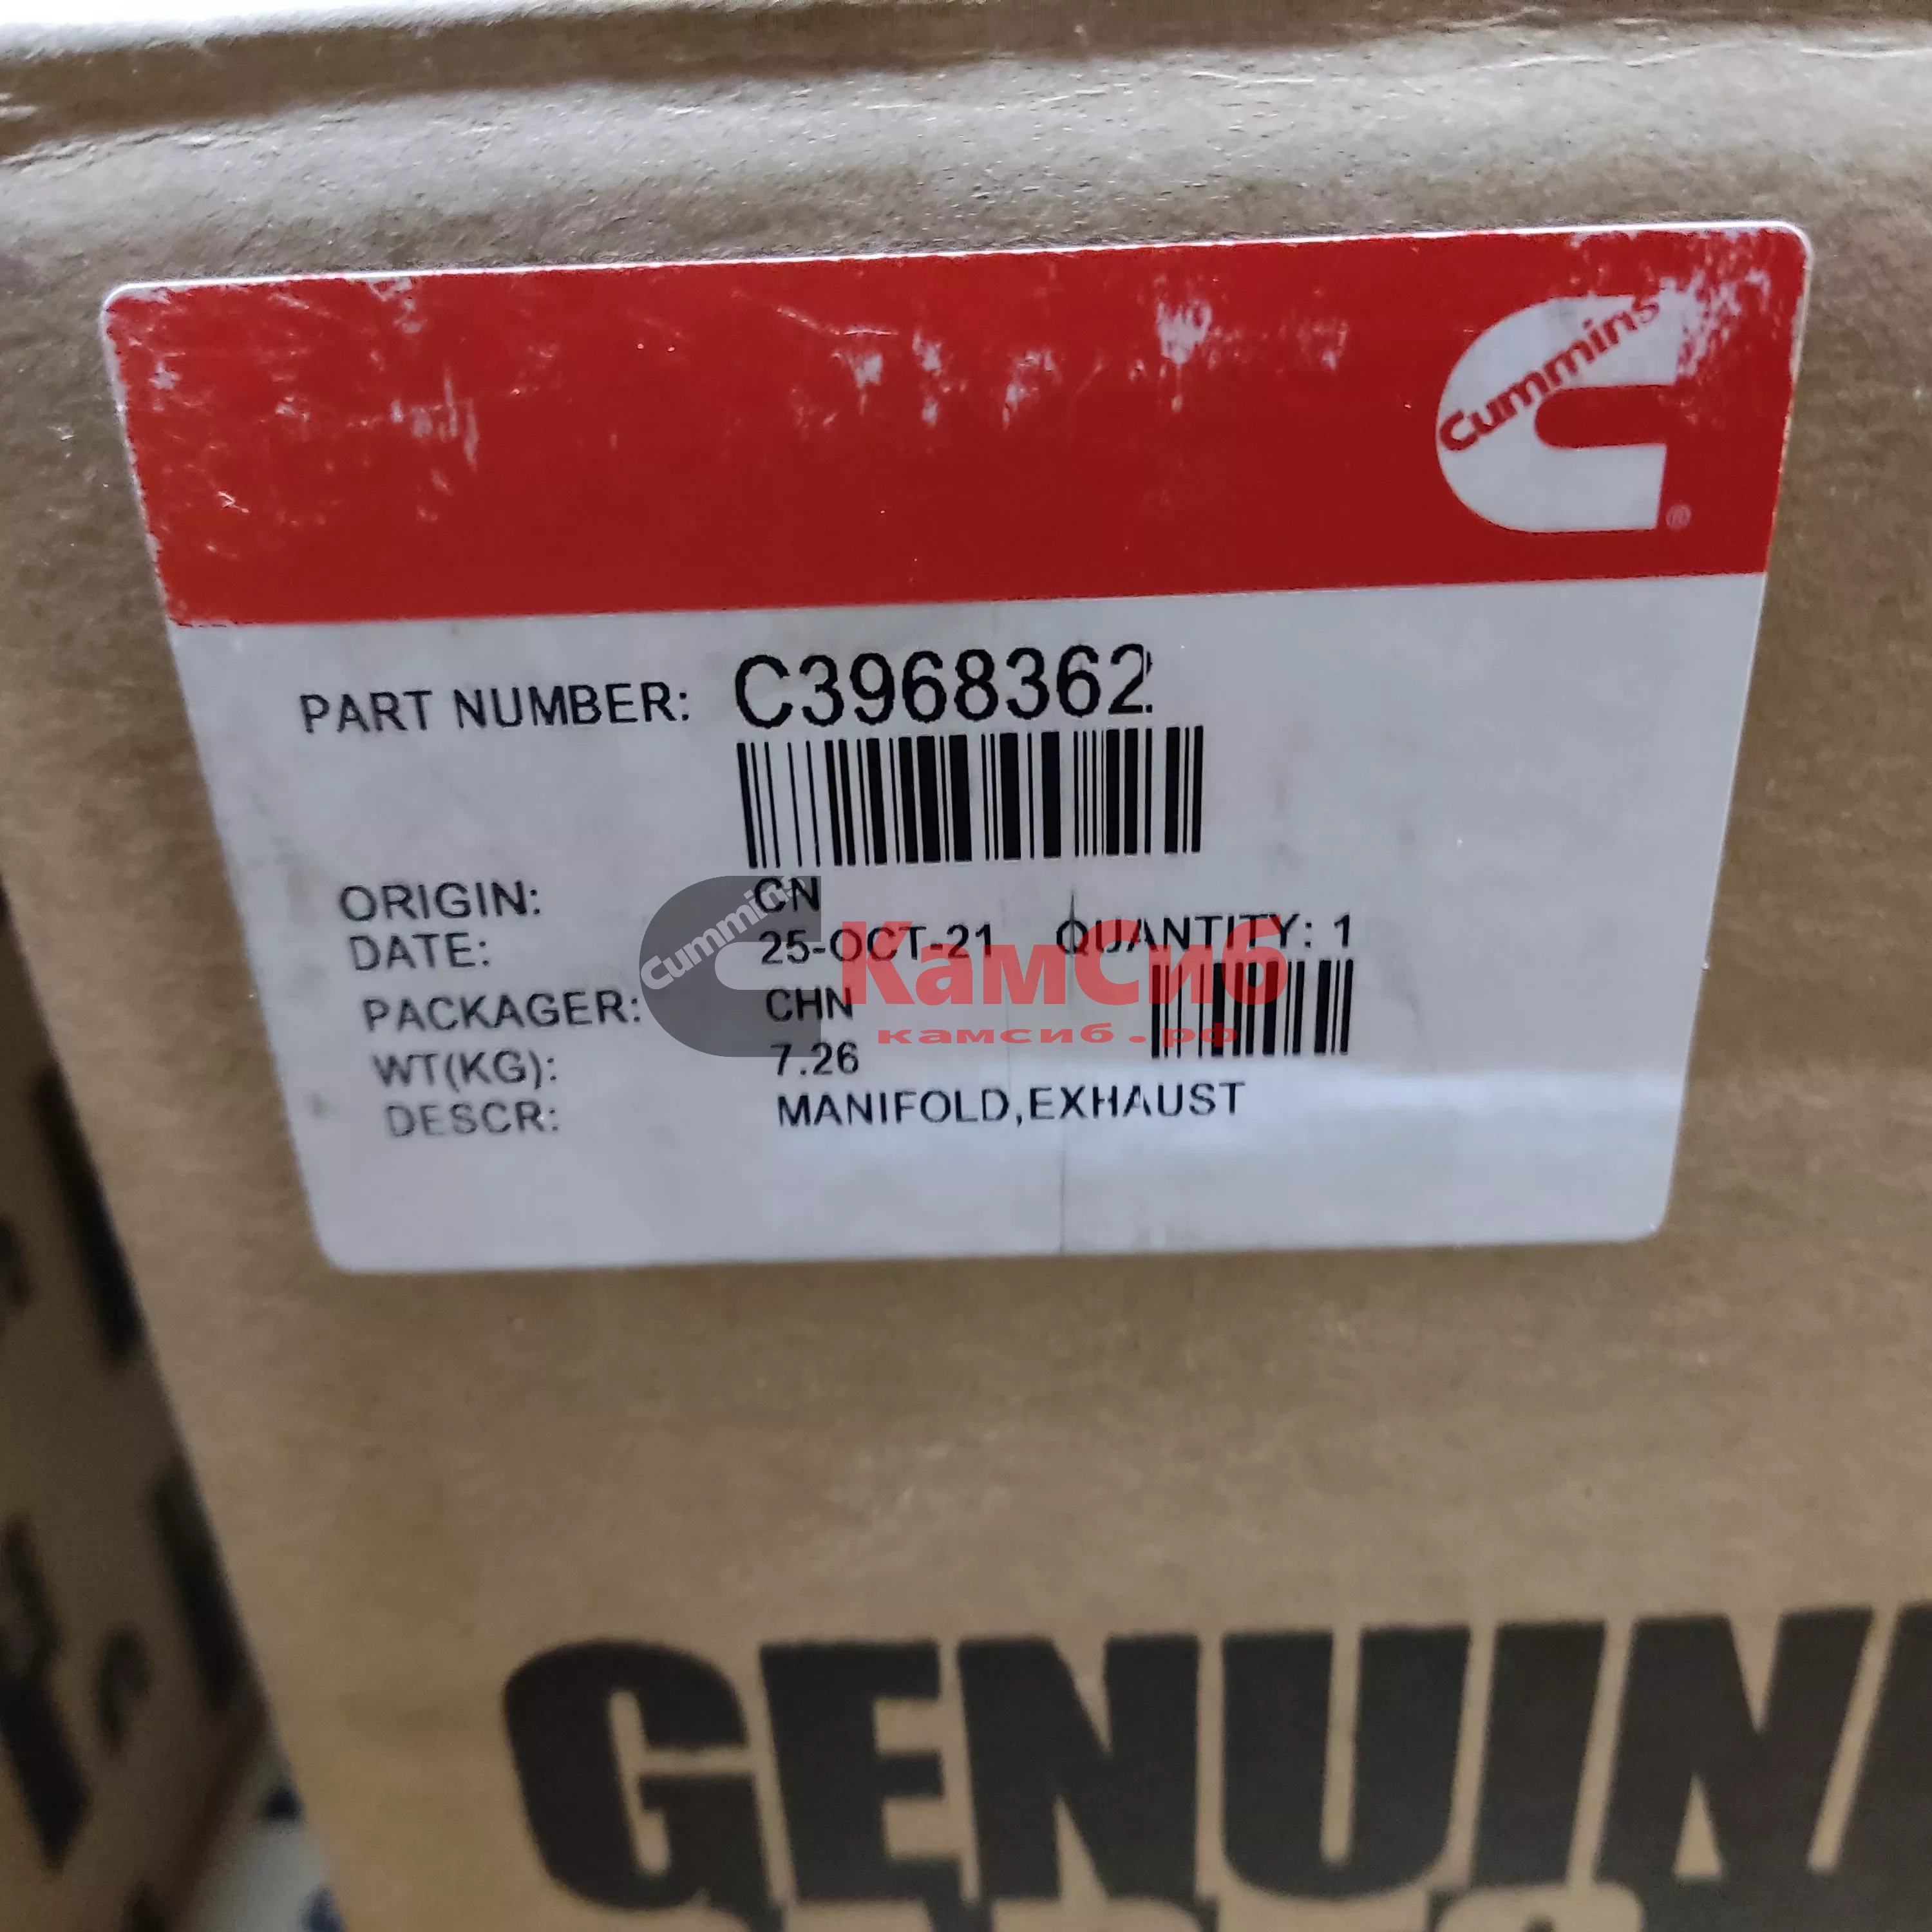 Cummins
®
PART NUMBER: C3968362
ORIGIN: CN
DATE: 25-OCT-21 QUANTITY: 1
PACKAGER: CHN
WT(KG): 7.26
DESCR: MANIFOLD,EXHAUST
Cummins
КамСиб
камсиб.рф
GENUIN